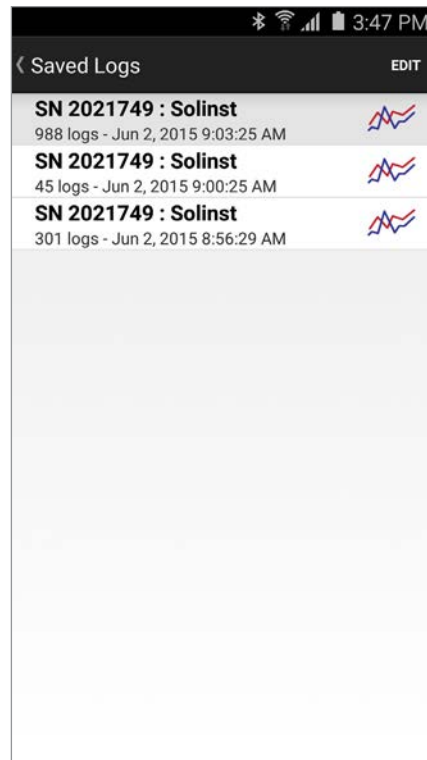 3:47 PM
Saved Logs EDIT
SN 2021749 : Solinst
988 logs - Jun 2, 2015 9:03:25 AM
SN 2021749 : Solinst
45 logs - Jun 2, 2015 9:00:25 AM
SN 2021749 : Solinst
301 logs - Jun 2, 2015 8:56:29 AM